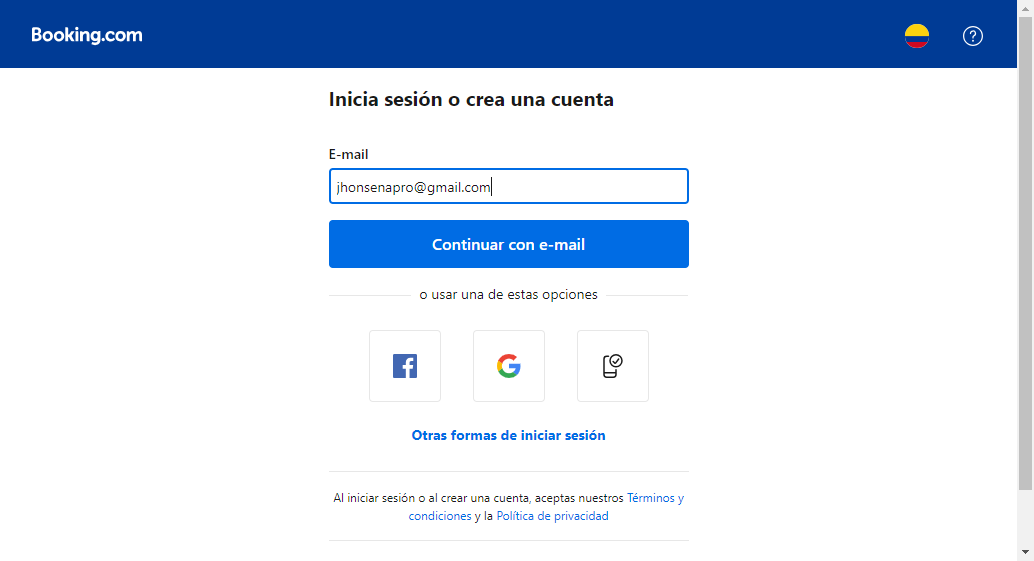 Booking.com
Inicia sesión o crea una cuenta
E-mail
jhonsenapro@gmail.com
Continuar con e-mail
o usar una de estas opciones
Otras formas de iniciar sesión
Al iniciar sesión o al crear una cuenta, aceptas nuestros Términos y
condiciones y la Política de privacidad